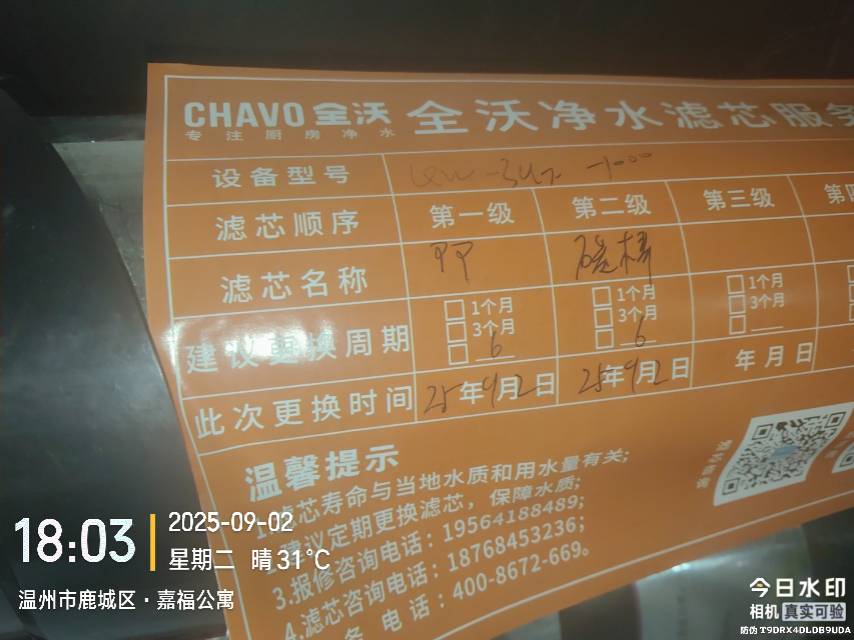 CHAVO 全沃 全沃净水滤芯服务
专注厨房净水
设备型号
滤芯顺序 第一级 第二级 第三级 第四
滤芯名称 PP
建议更换周期 1个月 1个月 1个月
3个月 3个月 3个月
6 6
此次更换时间 25年9月2日 25年9月2日 年月日
温馨提示
1.滤芯寿命与当地水质和用水量有关;
建议定期更换滤芯，保障水质;
3.报修咨询电话：19564188489;
4.滤芯咨询电话：18768453236;
务电话：400-8672-669。
18:03
2025-09-02
星期二 晴 31℃
温州市鹿城区·嘉福公寓
今日水印
相机 真实可验
防伪 T9DRX4DLDB9UDA